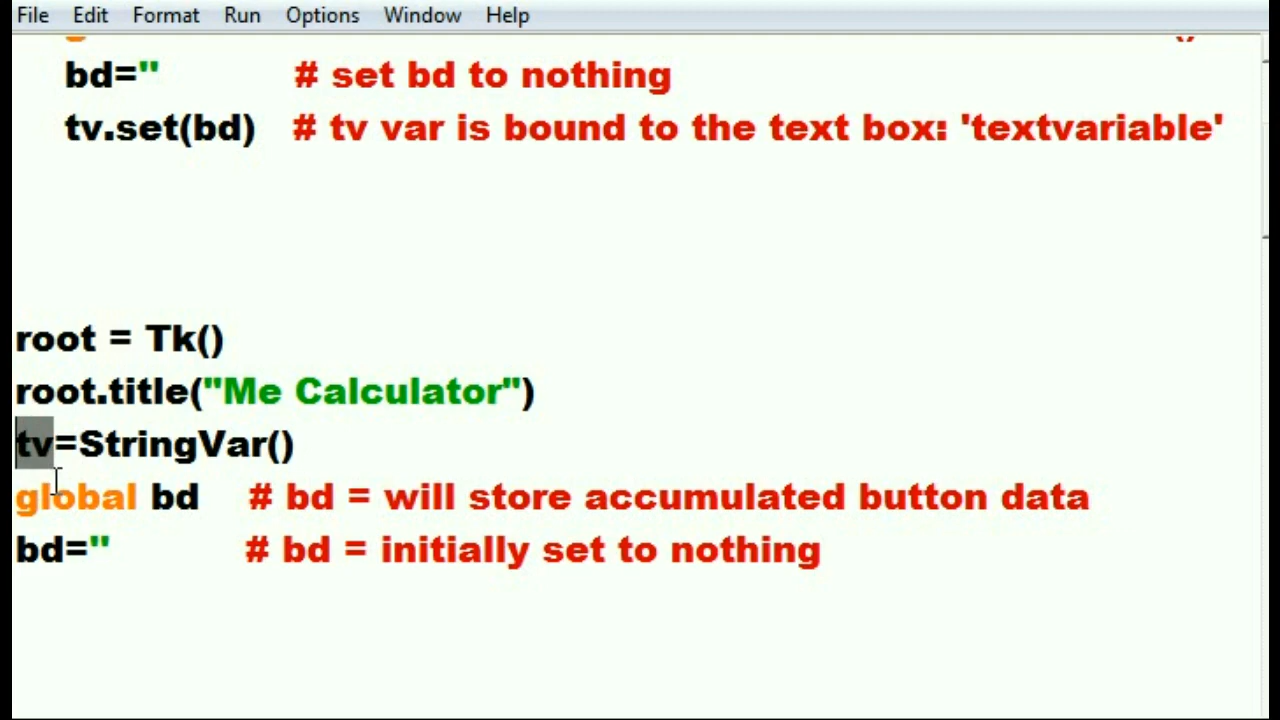 File Edit Format Run Options Window Help
bd='' # set bd to nothing
tv.set(bd) # tv var is bound to the text box: 'textvariable'
root = Tk()
root.title("Me Calculator")
tv=StringVar()
global bd # bd = will store accumulated button data
bd='' # bd = initially set to nothing